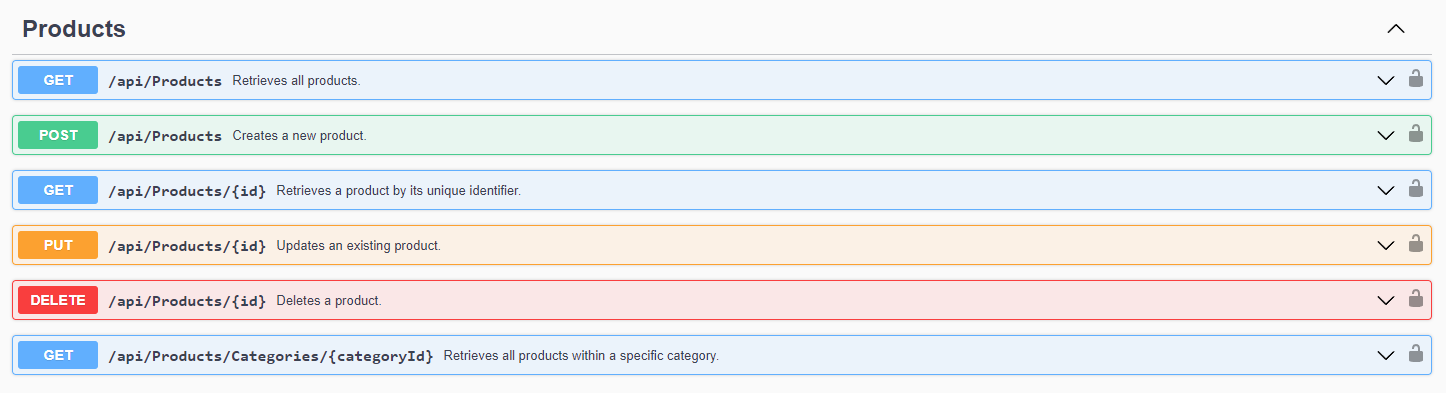 Products
GET /api/Products Retrieves all products.
POST /api/Products Creates a new product.
GET /api/Products/{id} Retrieves a product by its unique identifier.
PUT /api/Products/{id} Updates an existing product.
DELETE /api/Products/{id} Deletes a product.
GET /api/Products/Categories/{categoryId} Retrieves all products within a specific category.